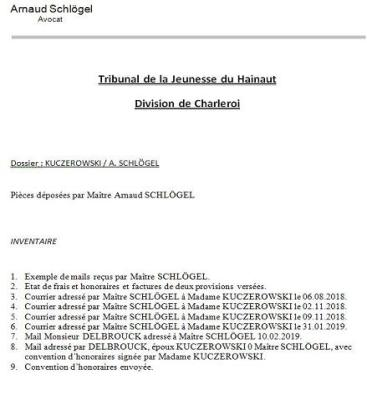 Arnaud Schlögel
Avocat
Tribunal de la Jeunesse du Hainaut
Division de Charleroi
Dossier : KUCZEROWSKI / A. SCHLÖGEL
Pièces déposées par Maître Arnaud SCHLÖGEL
INVENTAIRE
1. Exemple de mails reçus par Maître SCHLÖGEL.
2. Etat de frais et honoraires et factures de deux provisions versées.
3. Courrier adressé par Maître SCHLÖGEL à Madame KUCZEROWSKI le 06.08.2018.
4. Courrier adressé par Maître SCHLÖGEL à Madame KUCZEROWSKI le 02.11.2018.
5. Courrier adressé par Maître SCHLÖGEL à Madame KUCZEROWSKI le 09.11.2018.
6. Courrier adressé par Maître SCHLÖGEL à Madame KUCZEROWSKI le 31.01.2019.
7. Mail Monsieur DELBROUCK adressé à Maître SCHLÖGEL 10.02.2019.
8. Mail adressé par DELBROUCK, époux KUCZEROWSKI 0 Maître SCHLÖGEL, avec
convention d'honoraires signée par Madame KUCZEROWSKI.
9. Convention d'honoraires envoyée.